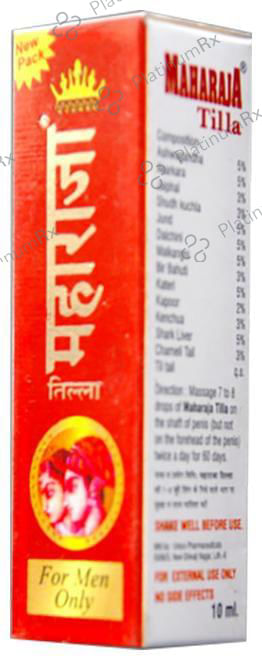 New
Pack
महाराजा
तिल्ला
For Men
Only
MAHARAJA®
Tilla
Composition
Ashwagandha 5%
Akarkara 5%
Jaiphal 2%
Shudh kuchla 3%
Jund 5%
Dalchini 5%
Malkangni 5%
Bir Bahuti 3%
Kateri 5%
Kapoor 2%
Kenchua 2%
Shark Liver 5%
Chameli Tail 3%
Til tail q.s.
Direction: Massage 7 to 8
drops of Maharaja Tilla on
the shaft of penis (but not
on the forehead of the penis)
twice a day for 60 days.
SHAKE WELL BEFORE USE.
FOR EXTERNAL USE ONLY
NO SIDE EFFECTS
10 ml.
PlatinumRx